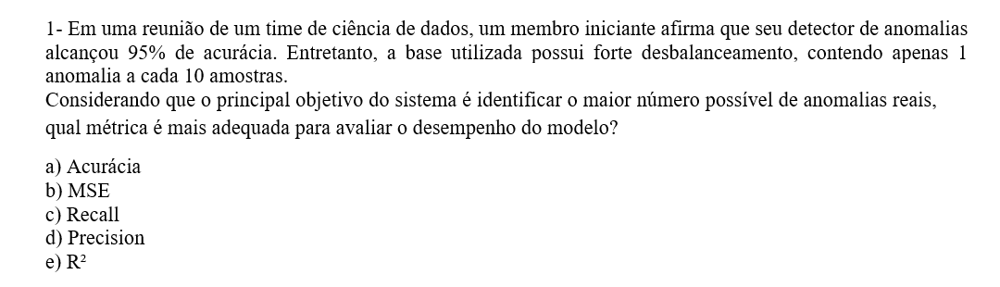 1- Em uma reunião de um time de ciência de dados, um membro iniciante afirma que seu detector de anomalias
alcançou 95% de acurácia. Entretanto, a base utilizada possui forte desbalanceamento, contendo apenas 1
anomalia a cada 10 amostras.
Considerando que o principal objetivo do sistema é identificar o maior número possível de anomalias reais,
qual métrica é mais adequada para avaliar o desempenho do modelo?
a) Acurácia
b) MSE
c) Recall
d) Precision
e) R²